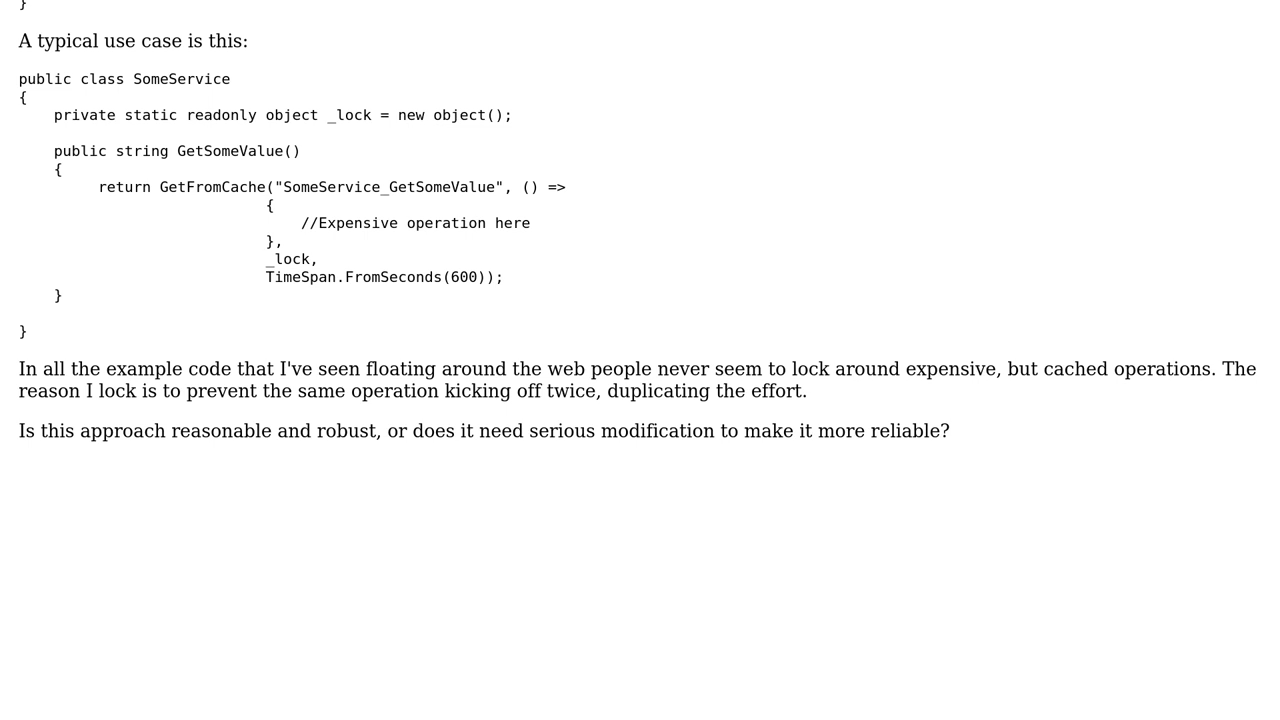 }
A typical use case is this:
public class SomeService
{
    private static readonly object _lock = new object();
    public string GetSomeValue()
    {
         return GetFromCache("SomeService_GetSomeValue", () =>
                            {
                                //Expensive operation here
                            },
                            _lock,
                            TimeSpan.FromSeconds(600));
    }
}
In all the example code that I've seen floating around the web people never seem to lock around expensive, but cached operations. The
reason I lock is to prevent the same operation kicking off twice, duplicating the effort.
Is this approach reasonable and robust, or does it need serious modification to make it more reliable?